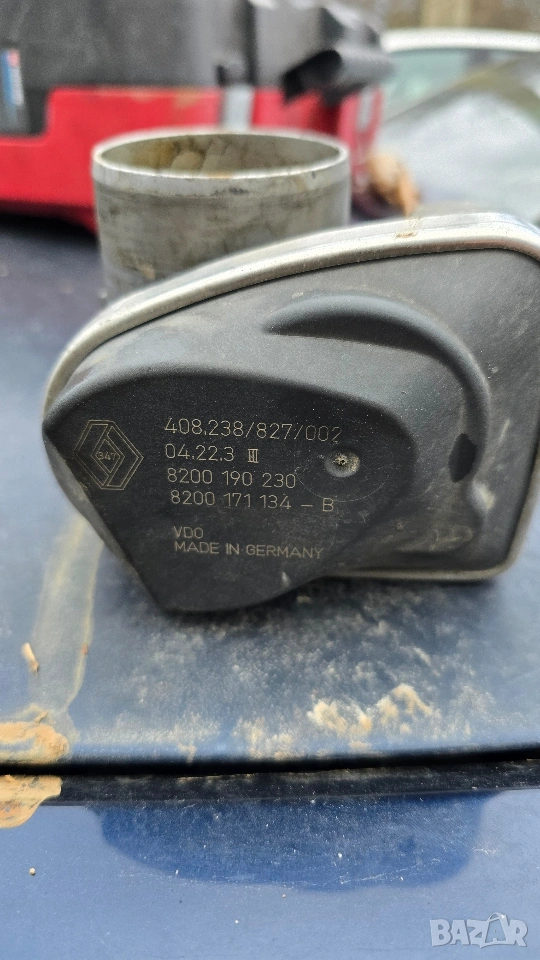 408.238/827/002
04.22.3 III
8200 190 230
8200 171 134 - B
347
VDO
MADE IN GERMANY
BAZAR